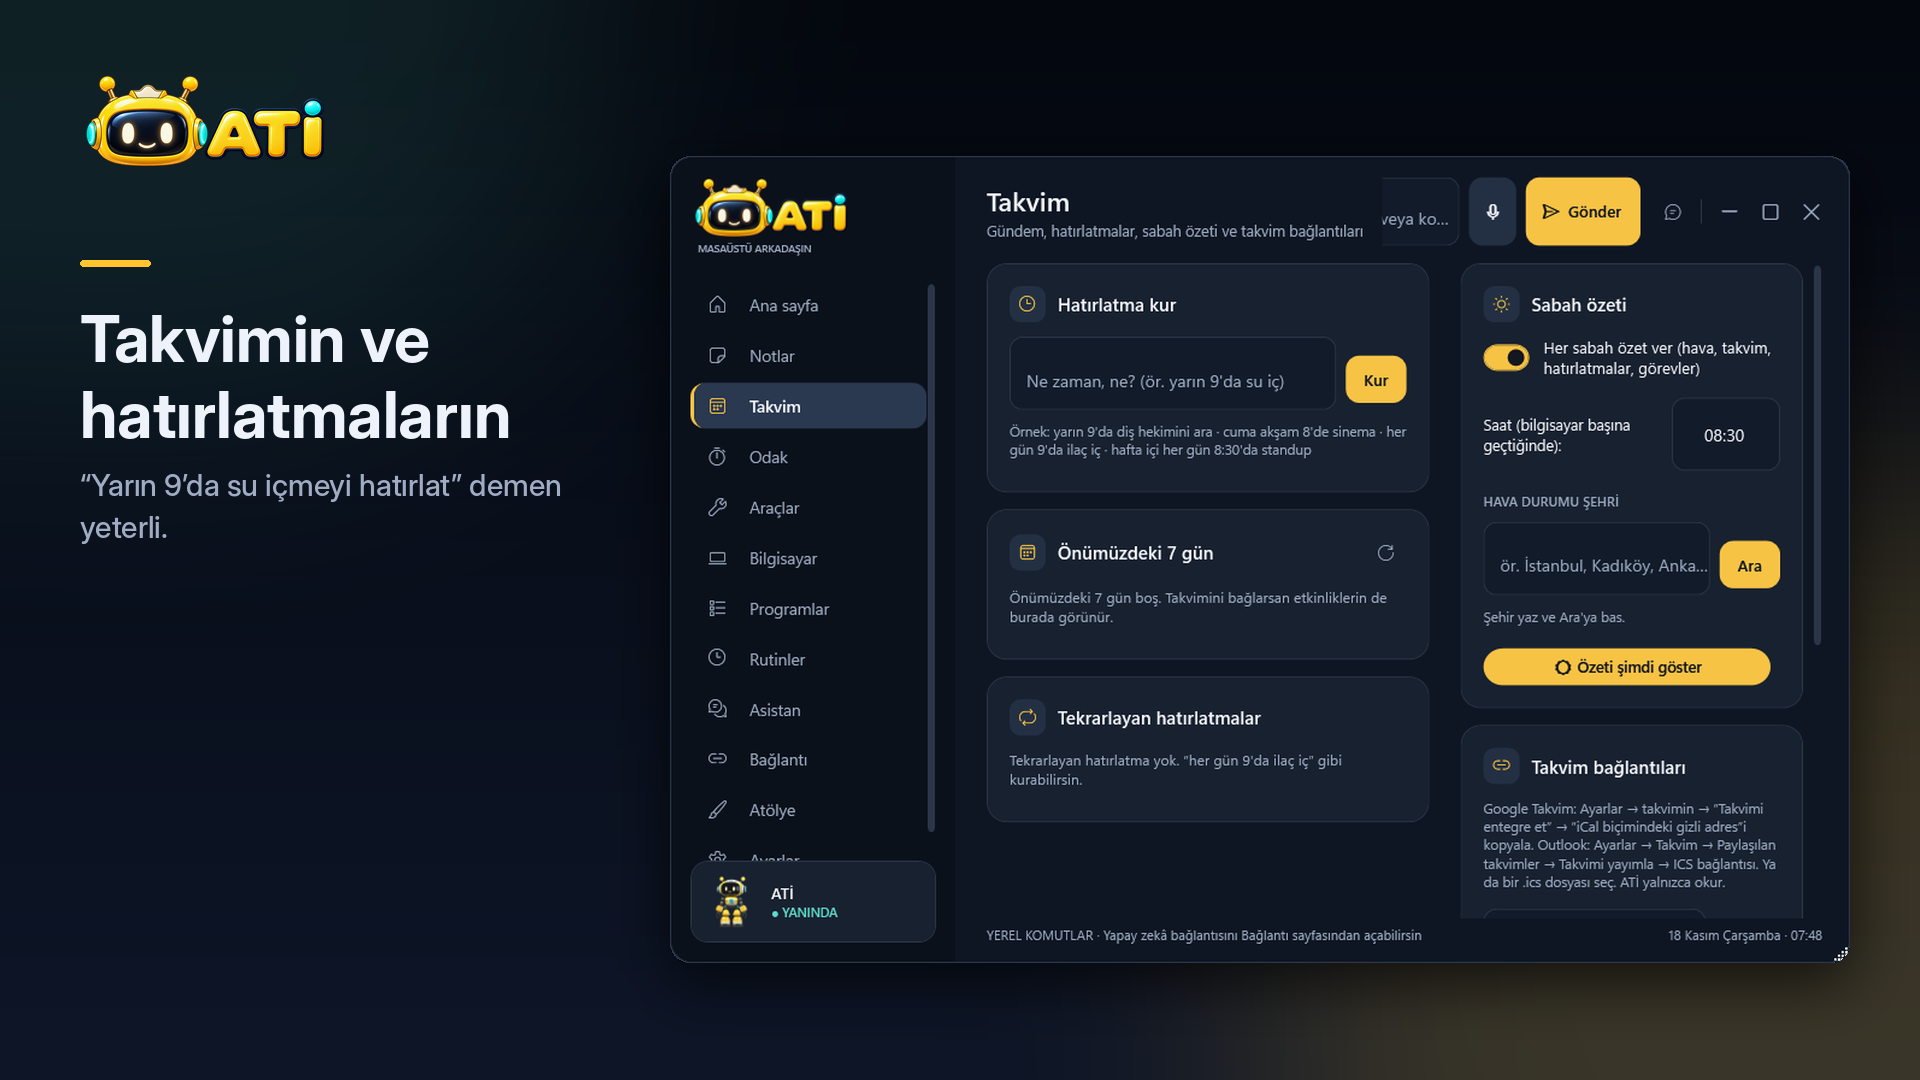 ATİ
Takvimin ve
hatırlatmaların
“Yarın 9’da su içmeyi hatırlat” demen
yeterli.
ATİ
MASAÜSTÜ ARKADAŞIN
Ana sayfa
Notlar
Takvim
Odak
Araçlar
Bilgisayar
Programlar
Rutinler
Asistan
Bağlantı
Atölye
Ayarlar
ATİ
● YANINDA
Takvim
Gündem, hatırlatmalar, sabah özeti ve takvim bağlantıları
veya ko...
Gönder
Hatırlatma kur
Ne zaman, ne? (ör. yarın 9'da su iç)
Kur
Örnek: yarın 9'da diş hekimini ara · cuma akşam 8'de sinema · her
gün 9'da ilaç iç · hafta içi her gün 8:30'da standup
Önümüzdeki 7 gün
Önümüzdeki 7 gün boş. Takvimini bağlarsan etkinliklerin de
burada görünür.
Tekrarlayan hatırlatmalar
Tekrarlayan hatırlatma yok. "her gün 9'da ilaç iç" gibi
kurabilirsin.
Sabah özeti
Her sabah özet ver (hava, takvim,
hatırlatmalar, görevler)
Saat (bilgisayar başına
geçtiğinde):
08:30
HAVA DURUMU ŞEHRİ
ör. İstanbul, Kadıköy, Anka...
Ara
Şehir yaz ve Ara'ya bas.
Özeti şimdi göster
Takvim bağlantıları
Google Takvim: Ayarlar → takvimin → "Takvimi
entegre et" → "iCal biçimindeki gizli adres"i
kopyala. Outlook: Ayarlar → Takvim → Paylaşılan
takvimler → Takvimi yayımla → ICS bağlantısı. Ya
da bir .ics dosyası seç. ATİ yalnızca okur.
YEREL KOMUTLAR · Yapay zekâ bağlantısını Bağlantı sayfasından açabilirsin
18 Kasım Çarşamba · 07:48